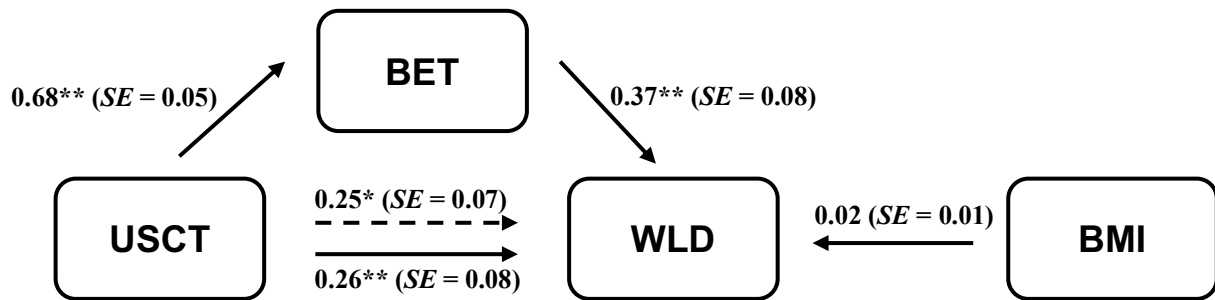 BET
0.68** (SE = 0.05)
0.37** (SE = 0.08)
0.25* (SE = 0.07)
USCT
WLD
0.02 (SE = 0.01)
BMI
0.26** (SE = 0.08)